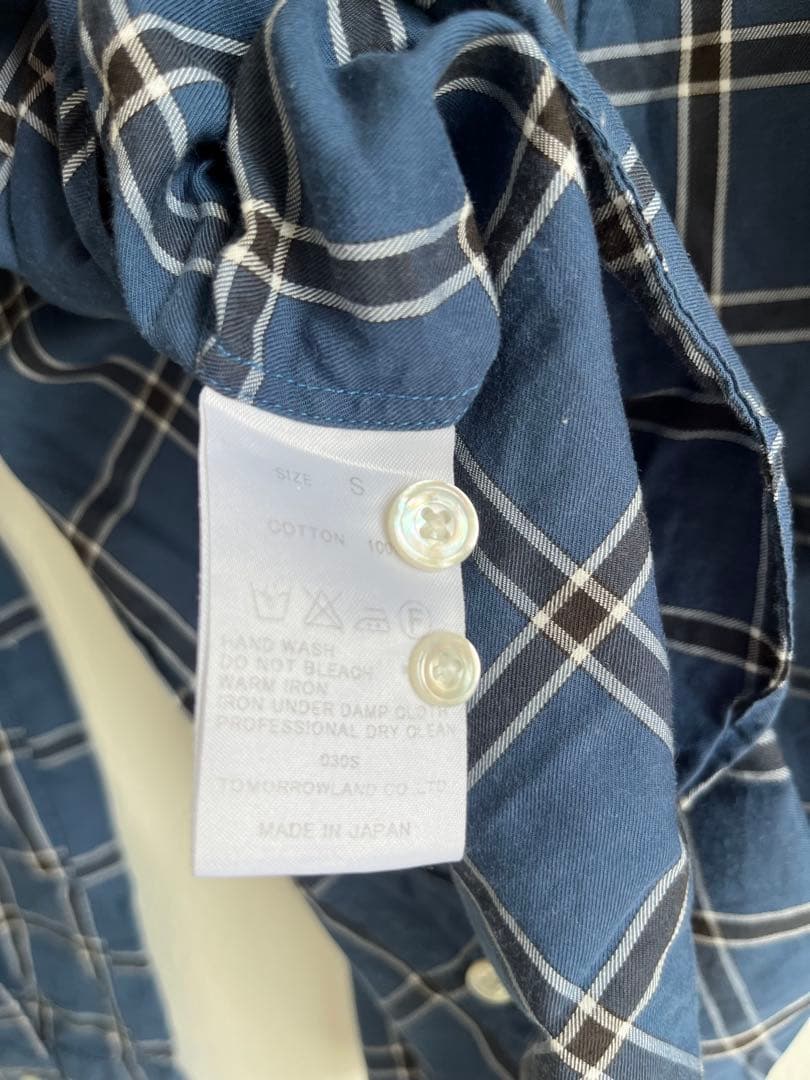 SIZE S
COTTON 100
F
HAND WASH
DO NOT BLEACH
WARM IRON
IRON UNDER DAMP CLOTH
PROFESSIONAL DRY CLEAN
030S
TOMORROWLAND CO.,LTD.
MADE IN JAPAN